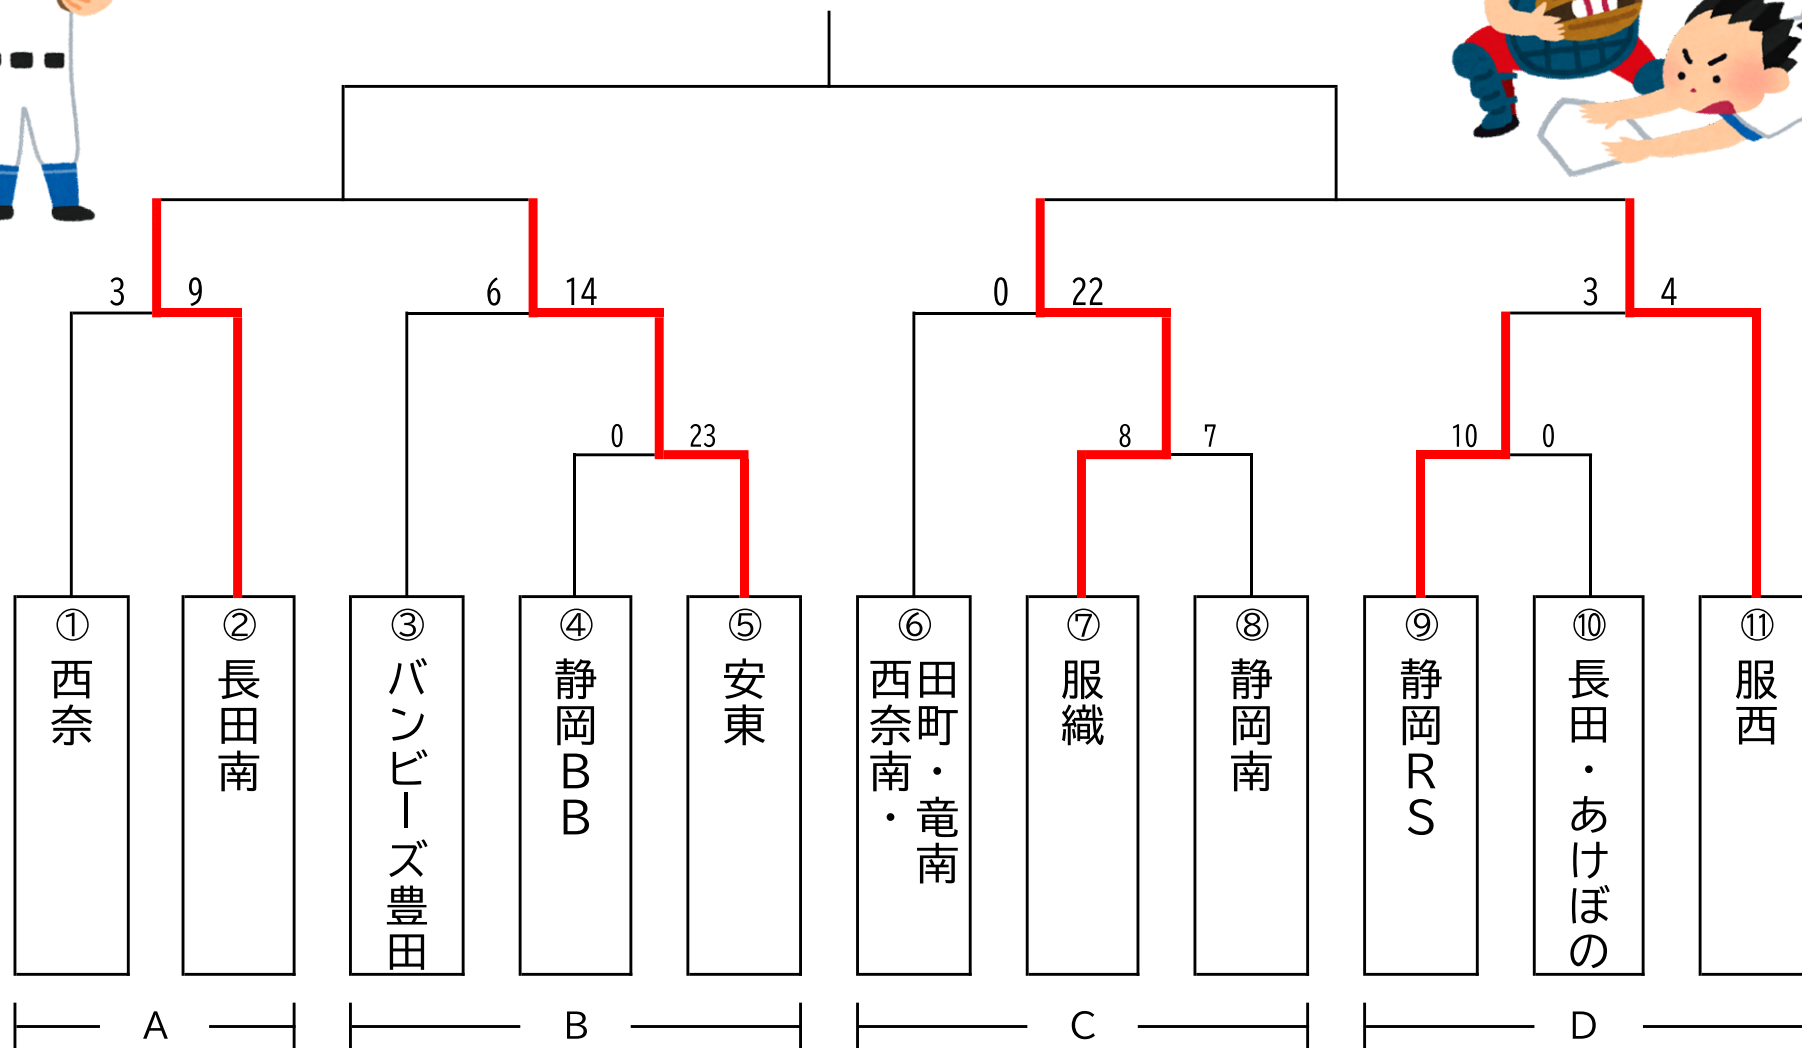 3 9
6 14
0 22
3 4
0 23
8 7
10 0
①
西奈
②
長田南
③
バンビーズ豊田
④
静岡BB
⑤
安東
⑥
田町・竜南
西奈南・
⑦
服織
⑧
静岡南
⑨
静岡RS
⑩
長田・あけぼの
⑪
服西
A
B
C
D